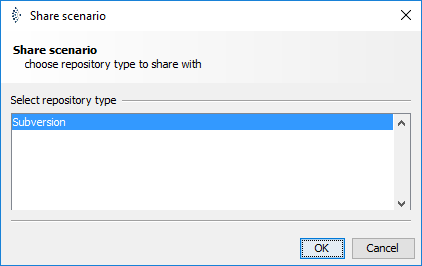 Share scenario
Share scenario
choose repository type to share with
Select repository type
Subversion
OK Cancel